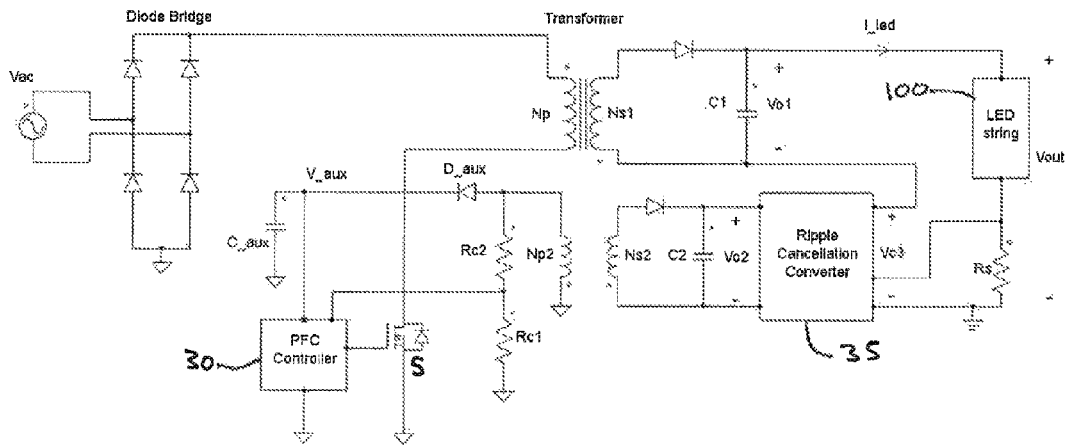 Diode Bridge
Transformer
I_led
Vac
100
LED
string
Np
Ns1
C1
Vo1
Vout
V_aux
D_aux
C_aux
Rc2
Np2
Ns2
C2
Vo2
Ripple
Cancellation
Converter
Vo3
Rs
30
PFC
Controller
S
Rc1
35